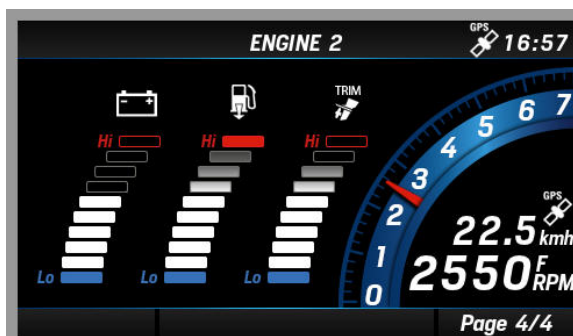 ENGINE 2
GPS
16:57
TRIM
Hi Hi Hi
Lo Lo Lo
0 1 2 3 4 5 6 7
GPS
22.5 kmh
2550 F RPM
Page 4/4